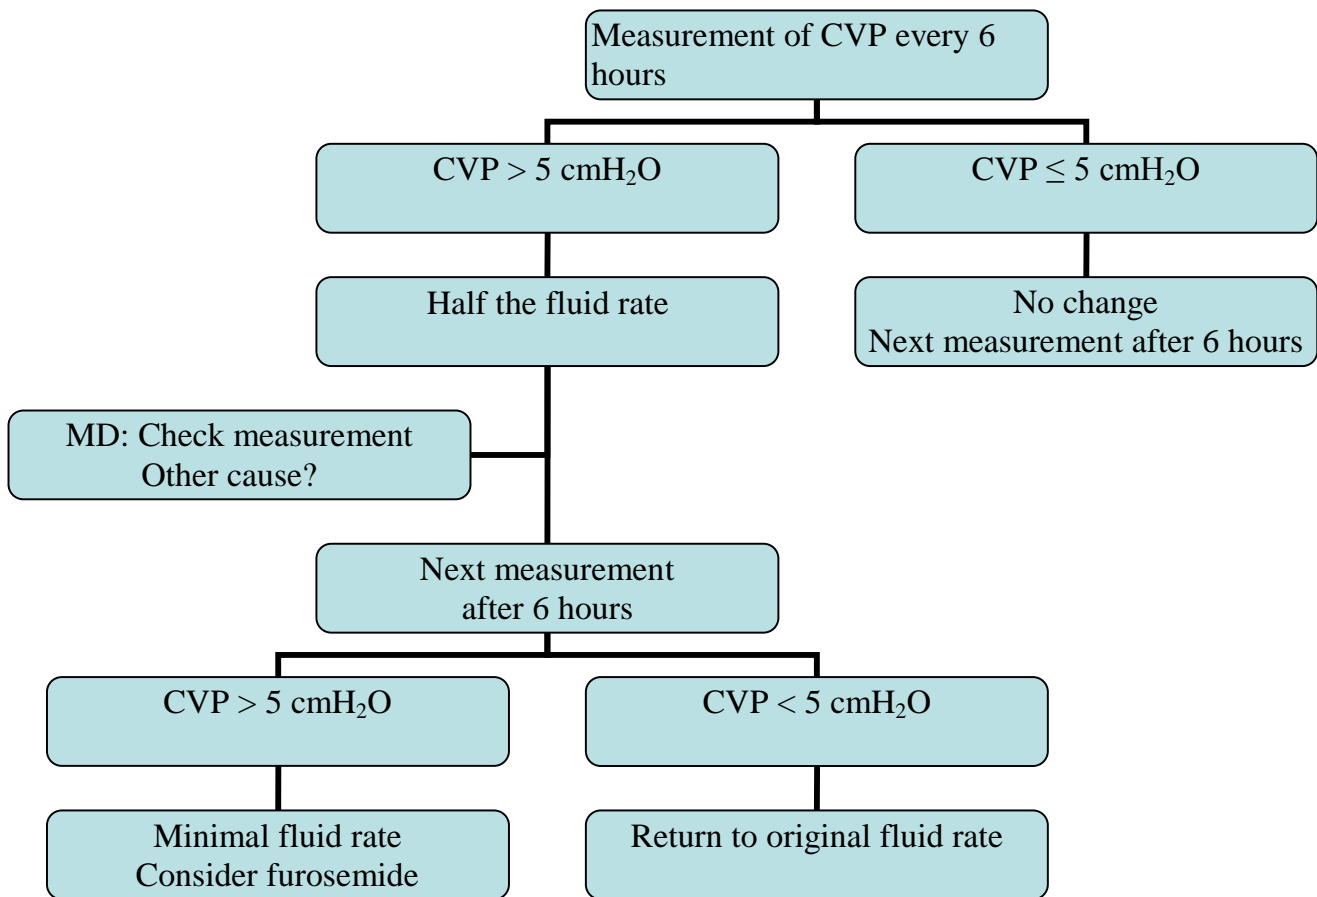 Measurement of CVP every 6
hours
CVP > 5 cmH₂O
CVP ≤ 5 cmH₂O
Half the fluid rate
No change
Next measurement after 6 hours
MD: Check measurement
Other cause?
Next measurement
after 6 hours
CVP > 5 cmH₂O
CVP < 5 cmH₂O
Minimal fluid rate
Consider furosemide
Return to original fluid rate